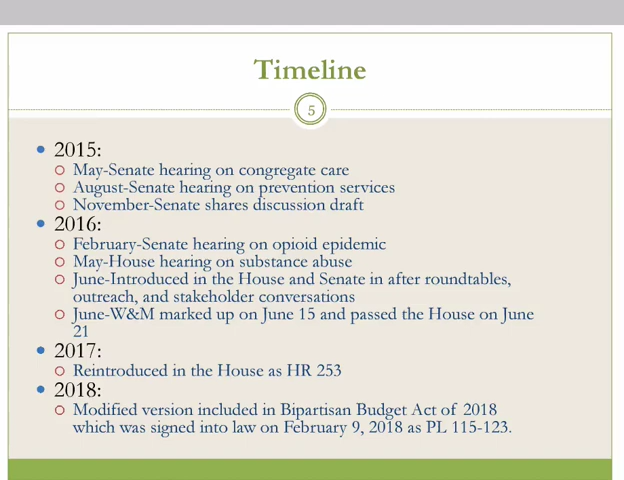 Timeline
5
2015:
May-Senate hearing on congregate care
August-Senate hearing on prevention services
November-Senate shares discussion draft
2016:
February-Senate hearing on opioid epidemic
May-House hearing on substance abuse
June-Introduced in the House and Senate in after roundtables,
outreach, and stakeholder conversations
June-W&M marked up on June 15 and passed the House on June
21
2017:
Reintroduced in the House as HR 253
2018:
Modified version included in Bipartisan Budget Act of 2018
which was signed into law on February 9, 2018 as PL 115-123.